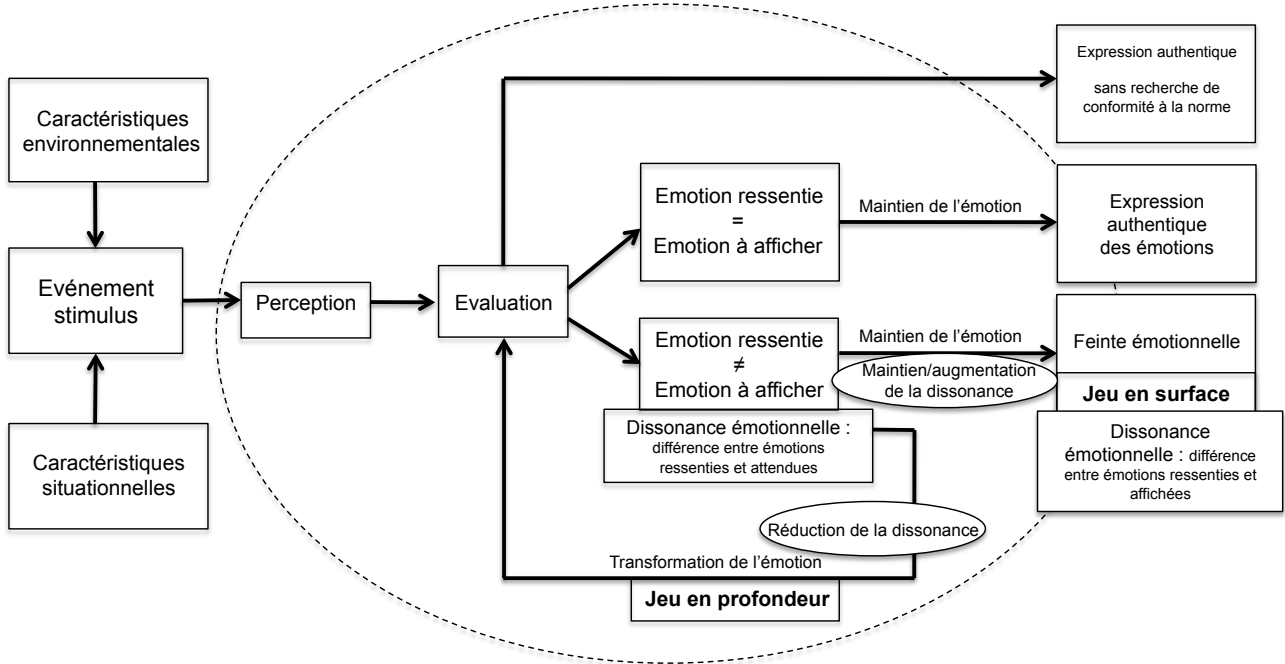 Caractéristiques
environnementales
Evénement
stimulus
Caractéristiques
situationnelles
Perception
Evaluation
Emotion ressentie
=
Emotion à afficher
Emotion ressentie
≠
Emotion à afficher
Dissonance émotionnelle :
différence entre émotions
ressenties et attendues
Maintien de l’émotion
Maintien de l’émotion
Maintien/augmentation
de la dissonance
Réduction de la dissonance
Transformation de l’émotion
Jeu en profondeur
Expression authentique
sans recherche de
conformité à la norme
Expression
authentique
des émotions
Feinte émotionnelle
Jeu en surface
Dissonance
émotionnelle : différence
entre émotions ressenties et
affichées